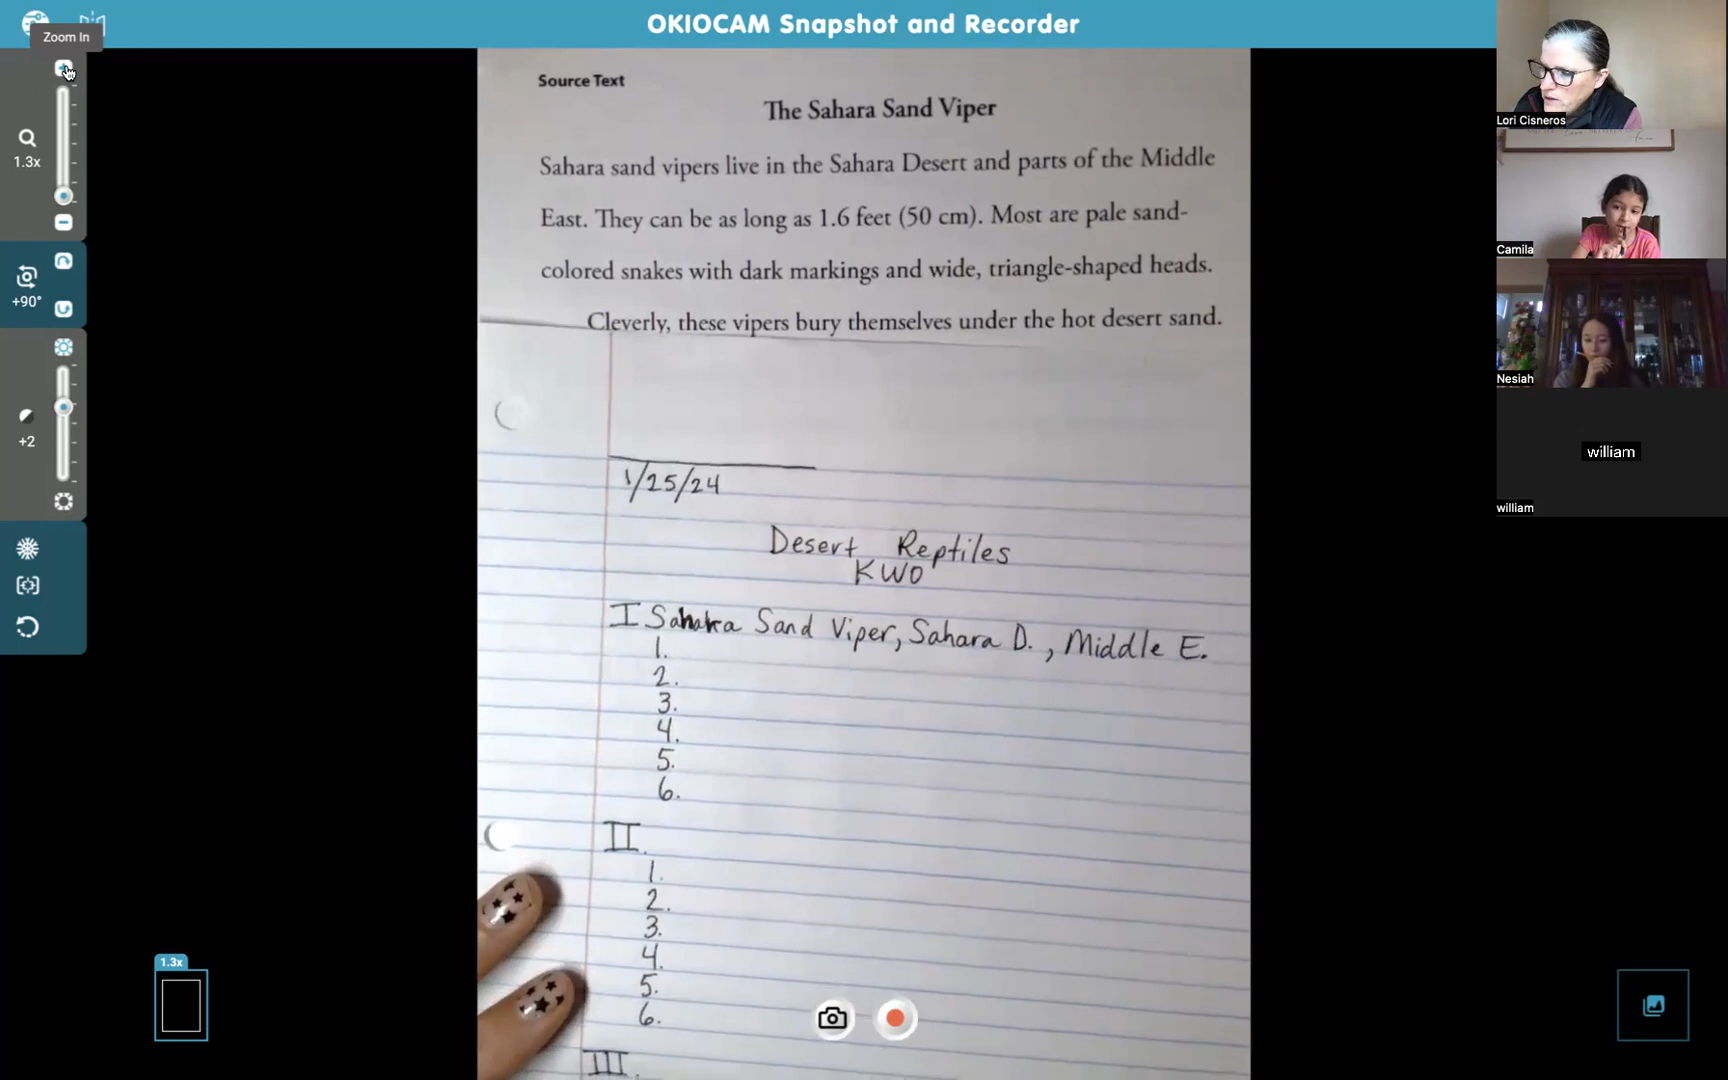 OKIOCAM Snapshot and Recorder
Zoom In
1.3x
+90°
+2
1.3x
Source Text
The Sahara Sand Viper
Sahara sand vipers live in the Sahara Desert and parts of the Middle
East. They can be as long as 1.6 feet (50 cm). Most are pale sand-
colored snakes with dark markings and wide, triangle-shaped heads.
Cleverly, these vipers bury themselves under the hot desert sand.
1/25/24
Desert Reptiles
KWO
I Sahara Sand Viper, Sahara D., Middle E.
1.
2.
3.
4.
5.
6.
II.
1.
2.
3.
4.
5.
6.
III.
Lori Cisneros
Camila
Nesiah
william
william